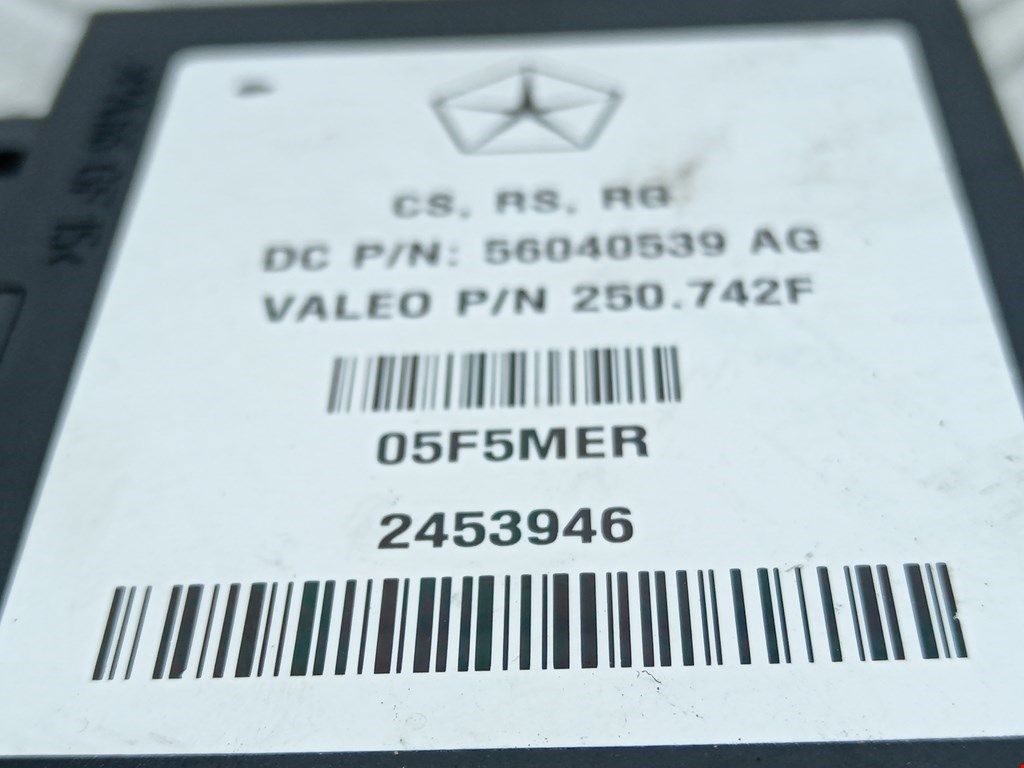 CS, RS, RG
DC P/N: 56040539 AG
VALEO P/N 250.742F
05F5MER
2453946